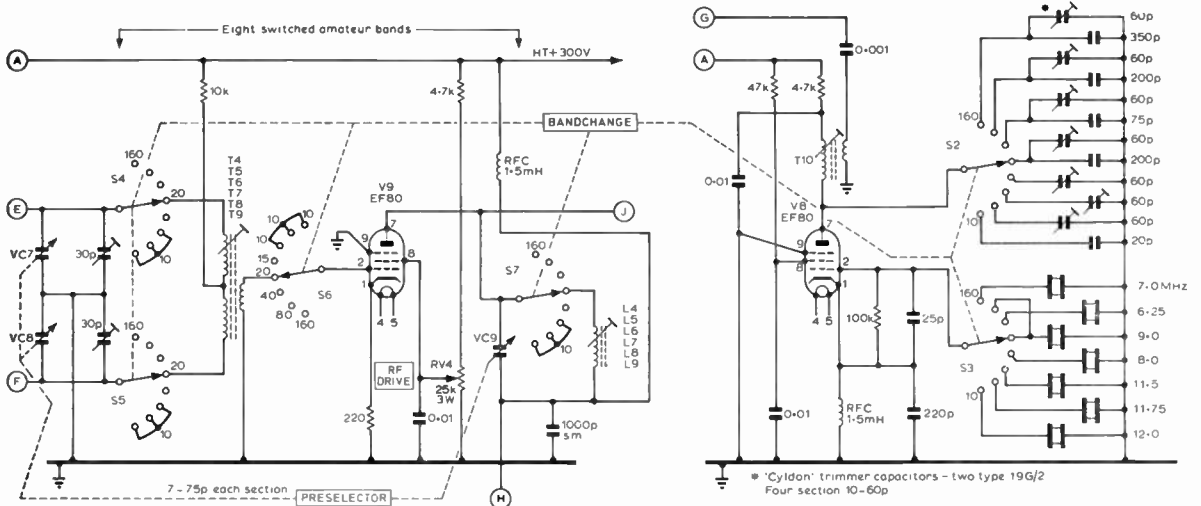 Eight switched amateur bands
A
HT+300V
10k
4·7k
BANDCHANGE
160
S4
20
T4
T5
T6
T7
T8
T9
10
RFC
1·5mH
V9
EF80
7
9
2
1
8
4 5
E
VC7
30p
J
10
10
10
15
20
40
80
160
S6
S7
160
10
L4
L5
L6
L7
L8
L9
VC8
30p
160
F
S5
20
10
VC9
RF
DRIVE
RV4
25k
3W
220
0·01
1000p
sm
7-75p each section
PRESELECTOR
H
G
A
0·001
47k
4·7k
T10
0·01
V8
EF80
7
9
8
2
1
4 5
100k
25p
0·01
RFC
1·5mH
220p
160
S2
10
60p
350p
60p
200p
60p
75p
60p
200p
60p
60p
60p
20p
160
S3
10
7·0MHz
6·25
9·0
8·0
11·5
11·75
12·0
* 'Cyldon' trimmer capacitors - two type 19G/2
Four section 10-60p